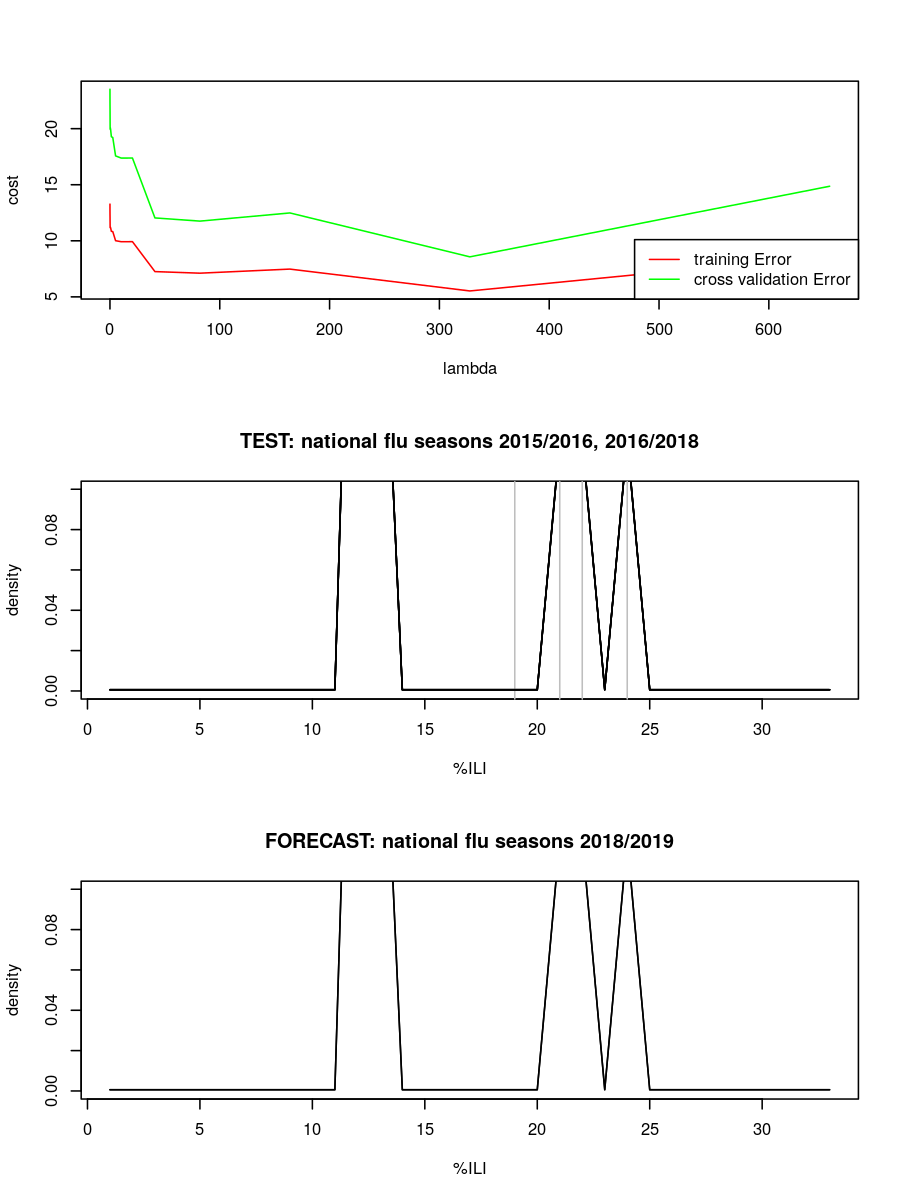 20
15
10
5
cost
training Error
cross validation Error
0 100 200 300 400 500 600
lambda
TEST: national flu seasons 2015/2016, 2016/2018
0.08
0.04
0.00
density
0 5 10 15 20 25 30
%ILI
FORECAST: national flu seasons 2018/2019
0.08
0.04
0.00
density
0 5 10 15 20 25 30
%ILI